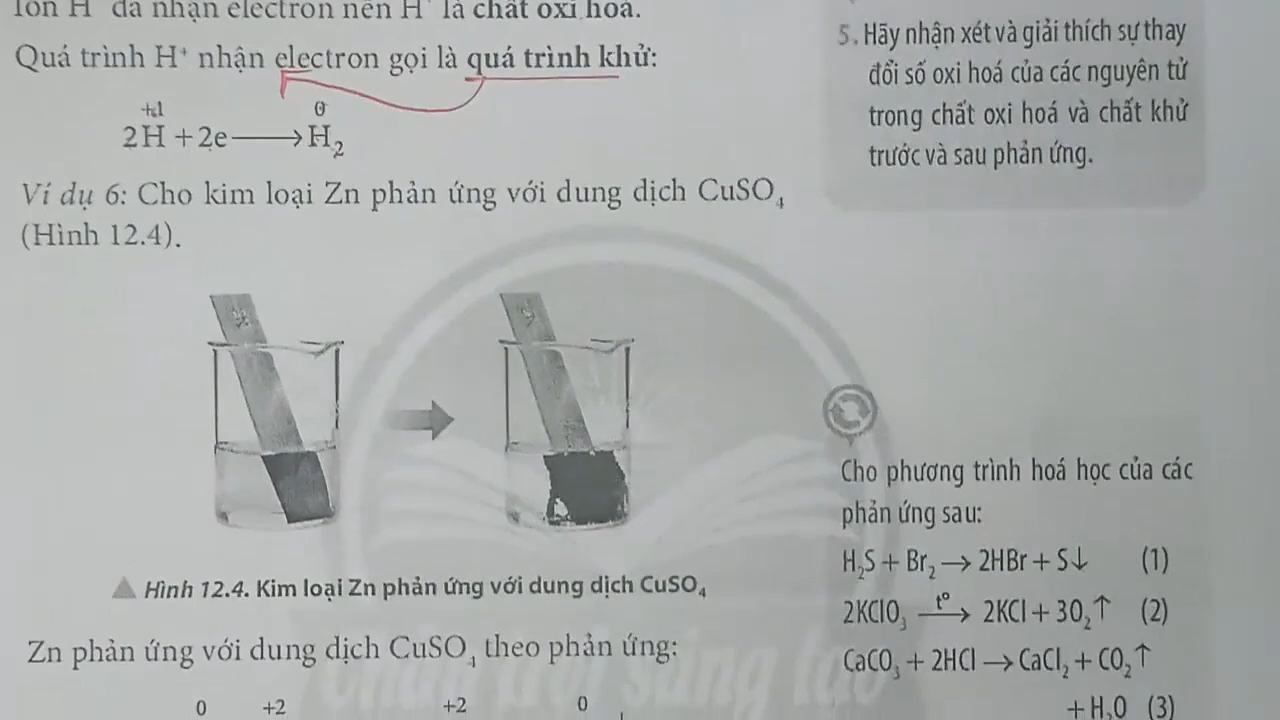 Ion H⁺ đã nhận electron nên H⁺ là chất oxi hoá.
Quá trình H⁺ nhận electron gọi là quá trình khử:
+1 0
2H + 2e ⟶ H₂
Ví dụ 6: Cho kim loại Zn phản ứng với dung dịch CuSO₄
(Hình 12.4).
Hình 12.4. Kim loại Zn phản ứng với dung dịch CuSO₄
Zn phản ứng với dung dịch CuSO₄ theo phản ứng:
0 +2 +2 0
5. Hãy nhận xét và giải thích sự thay
đổi số oxi hoá của các nguyên tử
trong chất oxi hoá và chất khử
trước và sau phản ứng.
Cho phương trình hoá học của các
phản ứng sau:
H₂S + Br₂ → 2HBr + S↓ (1)
t°
2KClO₃ ⟶ 2KCl + 3O₂↑ (2)
CaCO₃ + 2HCl → CaCl₂ + CO₂↑
+ H₂O (3)
Chân trời sáng tạo